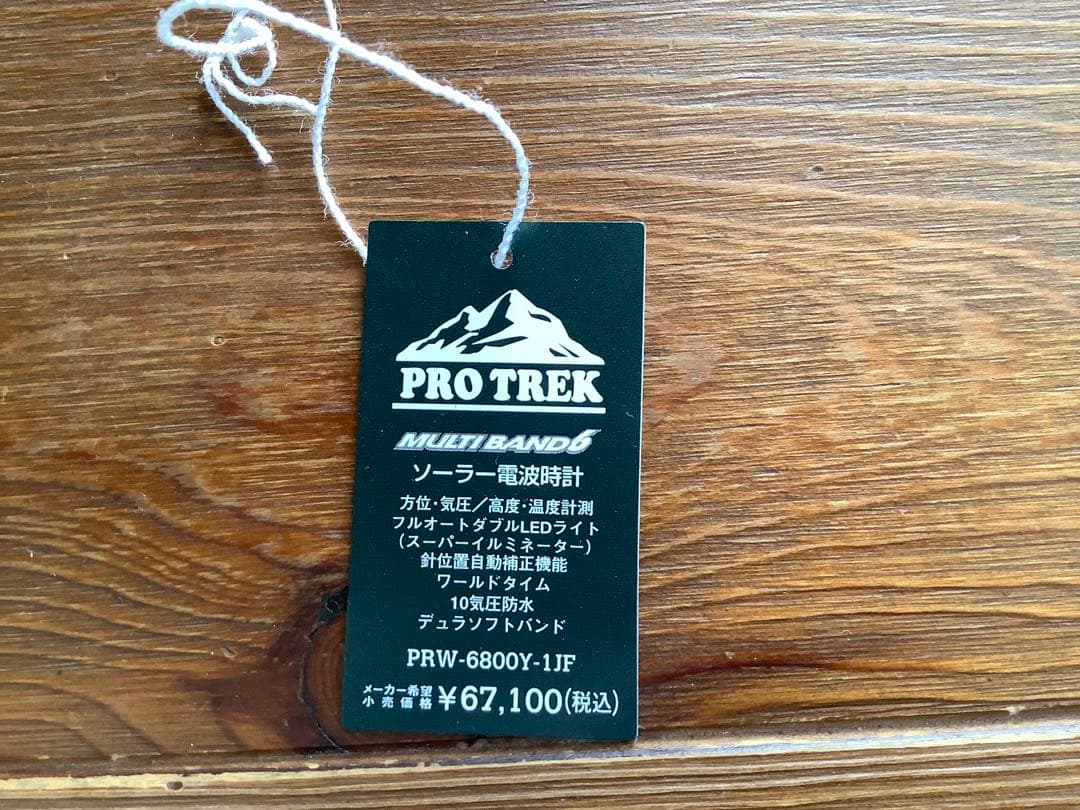 PRO TREK
MULTI BAND 6
ソーラー電波時計
方位・気圧／高度・温度計測
フルオートダブルLEDライト
(スーパーイルミネーター)
針位置自動補正機能
ワールドタイム
10気圧防水
デュラソフトバンド
PRW-6800Y-1JF
メーカー希望
小売価格 ¥67,100(税込)